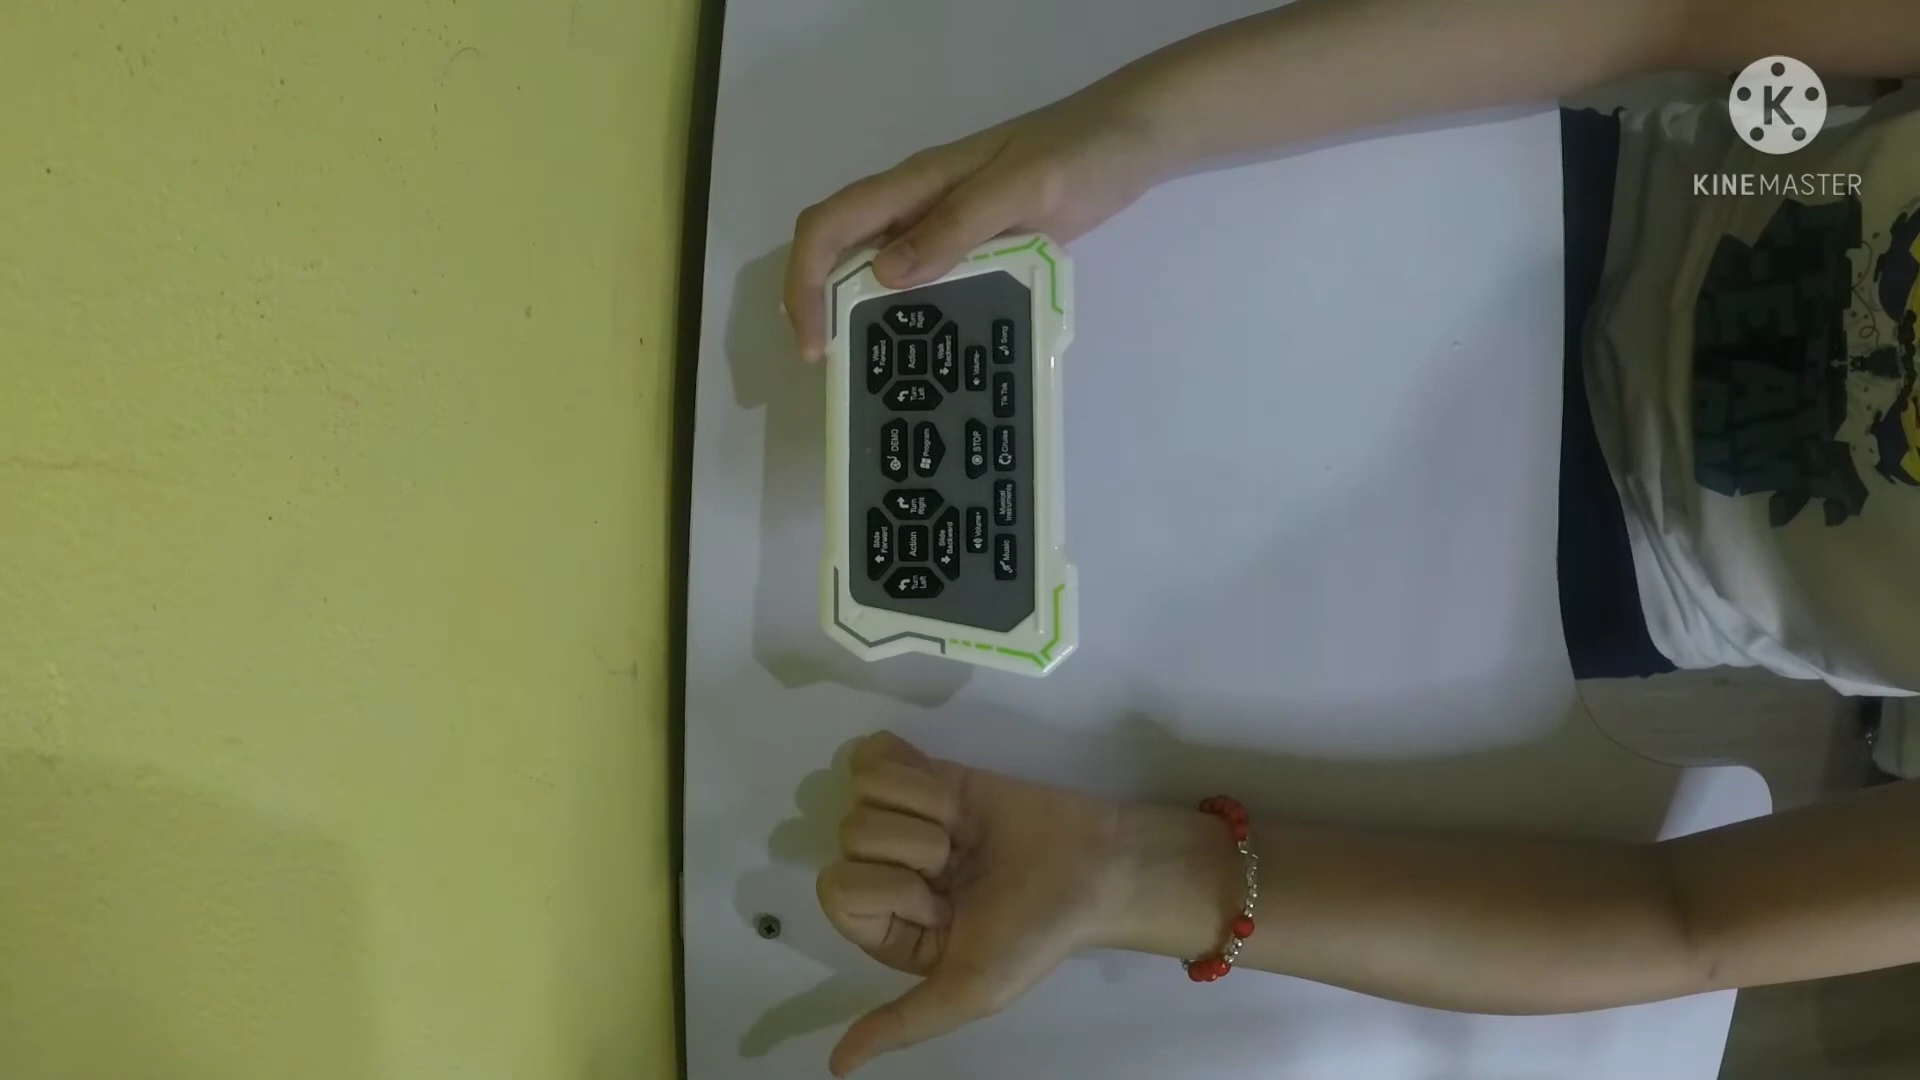 KINEMASTER
Slide Forward
Turn Left
Action
Turn Right
Slide Backward
DEMO
Program
Walk Forward
Turn Left
Action
Turn Right
Walk Backward
Volume+
STOP
Volume-
Music
Musical Instruments
Cruise
Tik Tok
Song